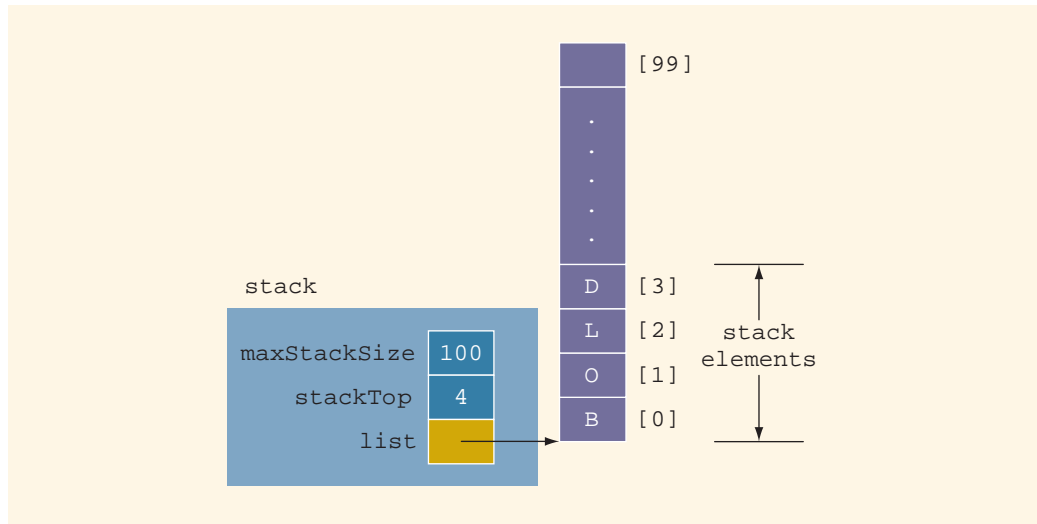 [99]
.
.
.
.
.
stack
D [3]
L [2]
stack
elements
O [1]
B [0]
maxStackSize 100
stackTop 4
list